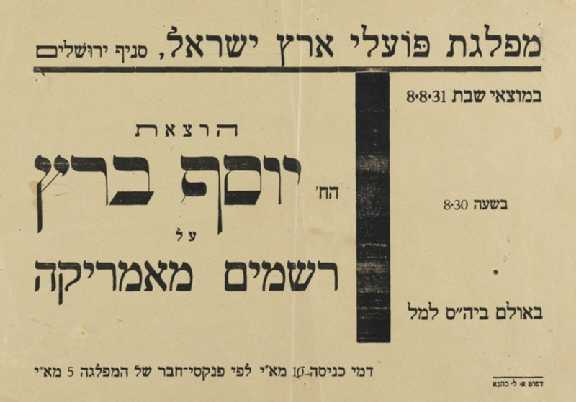 מפלגת פועלי ארץ ישראל, סניף ירושלים
במוצאי שבת 8·8·31
בשעה 8·30
באולם ביה"ס למל
הרצאת
הח' יוסף ברץ
על
רשמים מאמריקה
דמי כניסה 10 מא"י לפי פנקסי־חבר של המפלגה 5 מא"י
דפוס א· ל· כהנא